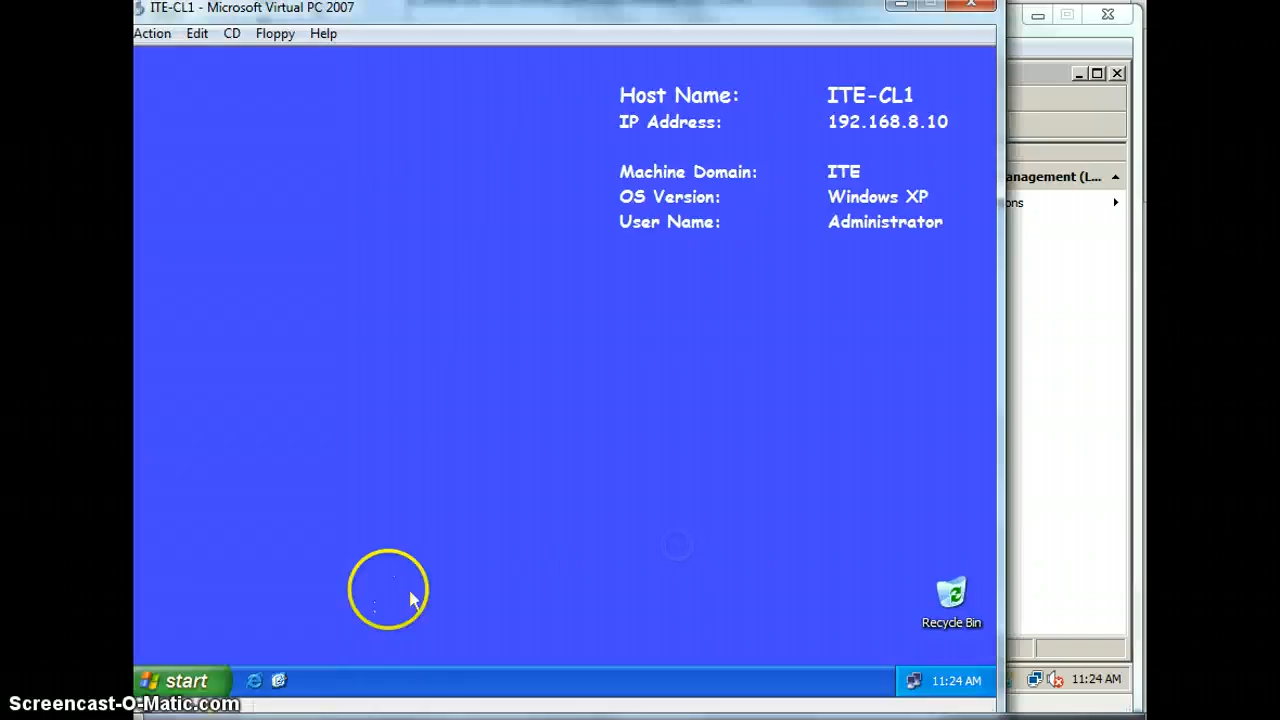 ITE-CL1 - Microsoft Virtual PC 2007
Action Edit CD Floppy Help
Host Name: ITE-CL1
IP Address: 192.168.8.10
Machine Domain: ITE
OS Version: Windows XP
User Name: Administrator
anagement (L...
ons
Recycle Bin
start
11:24 AM
11:24 AM
Screencast-O-Matic.com